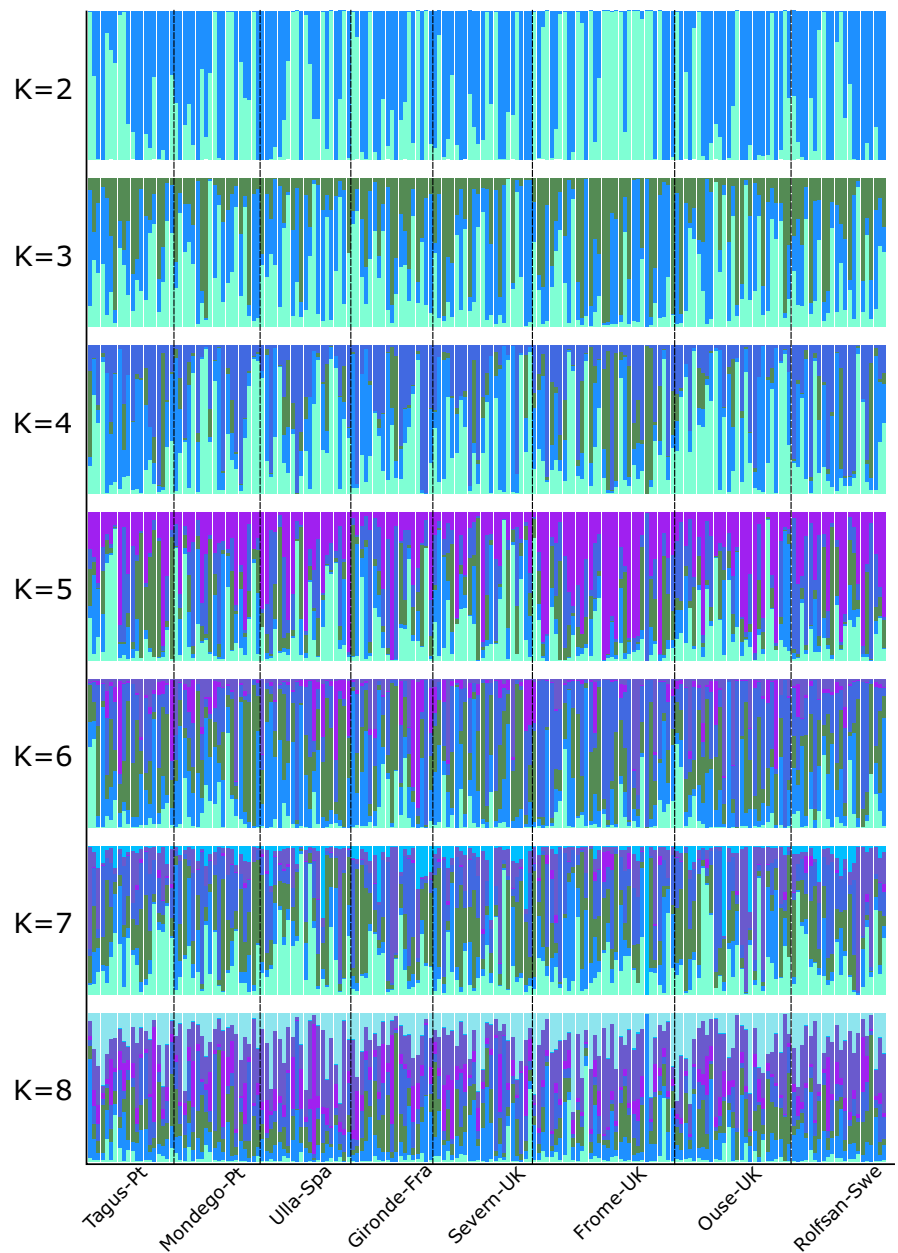 K=2
K=3
K=4
K=5
K=6
K=7
K=8
Tagus-Pt
Mondego-Pt
Ulla-Spa
Gironde-Fra
Severn-UK
Frome-UK
Ouse-UK
Rolfsan-Swe